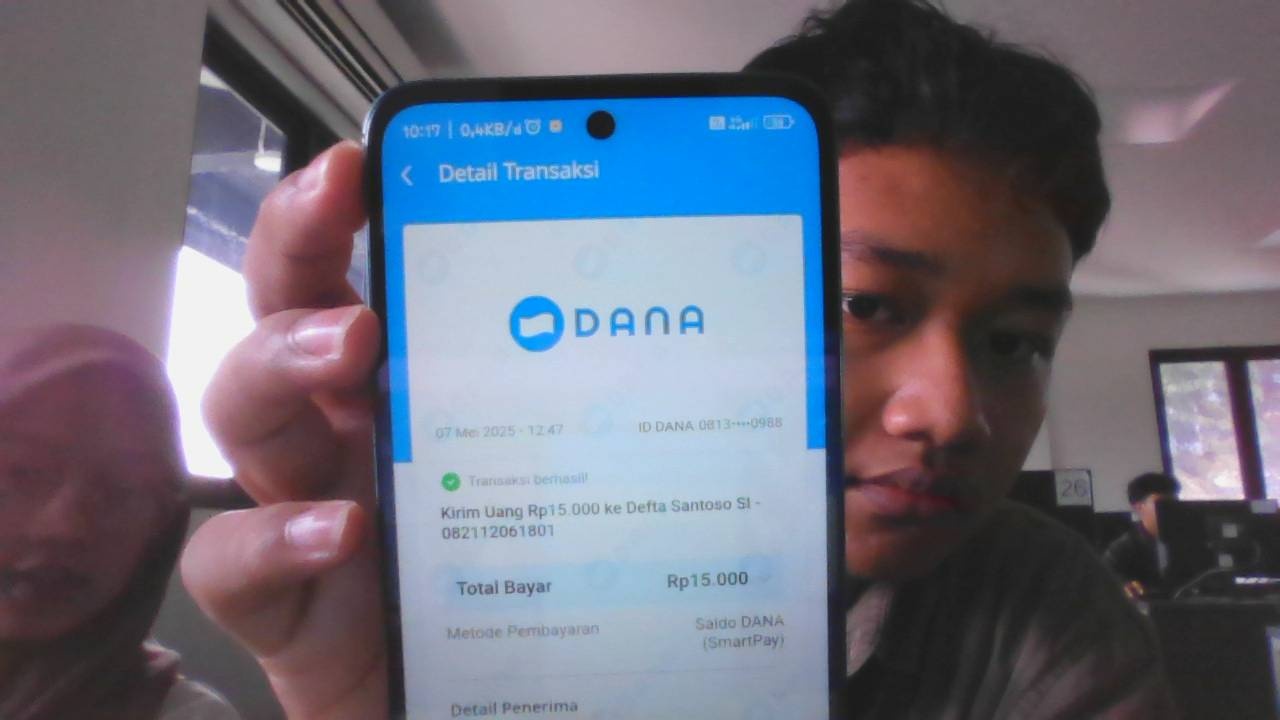 10:17 | 0,4KB/d
Detail Transaksi
DANA
07 Mei 2025 - 12.47
ID DANA 0813····0988
Transaksi berhasil!
Kirim Uang Rp15.000 ke Defta Santoso SI -
082112061801
Total Bayar Rp15.000
Metode Pembayaran Saldo DANA
(SmartPay)
Detail Penerima
26